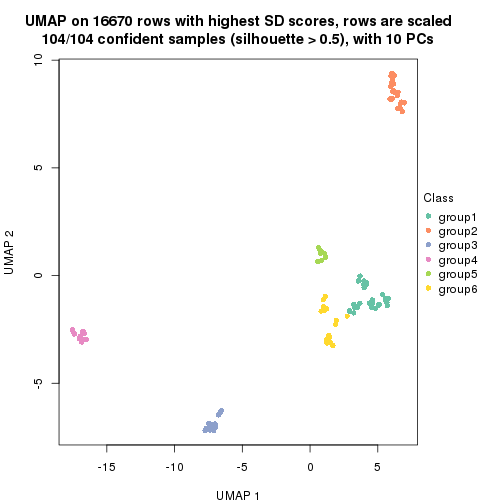 UMAP on 16670 rows with highest SD scores, rows are scaled
104/104 confident samples (silhouette > 0.5), with 10 PCs
10
5
0
-5
UMAP 2
-15
-10
-5
0
5
UMAP 1
Class
group1
group2
group3
group4
group5
group6